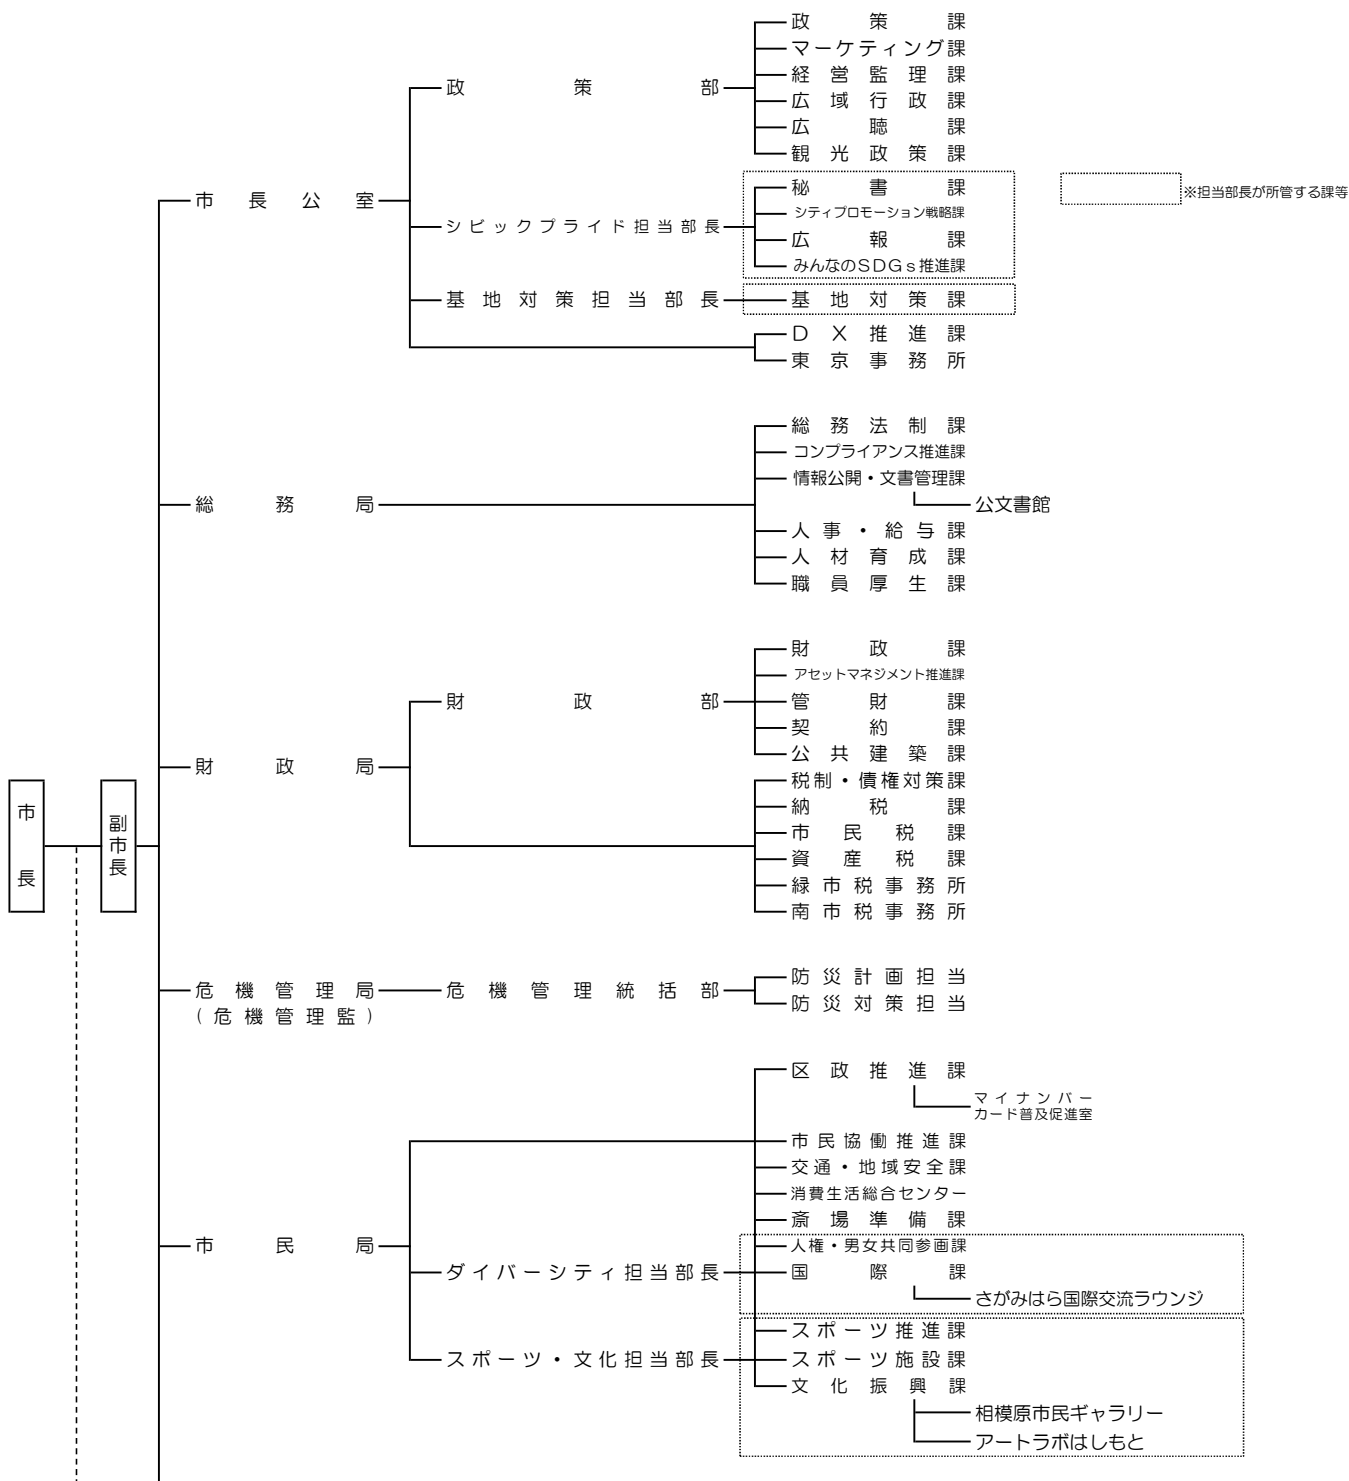 政策課
マーケティング課
政策部
経営監理課
広域行政課
広聴課
観光政策課
市長公室
秘書課
※担当部長が所管する課等
シティプロモーション戦略課
シビックプライド担当部長
広報課
みんなのSDGs推進課
基地対策担当部長
基地対策課
DX推進課
東京事務所
総務法制課
コンプライアンス推進課
情報公開・文書管理課
総務局
公文書館
人事・給与課
人材育成課
職員厚生課
財政課
アセットマネジメント推進課
財政部
管財課
契約課
公共建築課
財政局
税制・債権対策課
納税課
市長
副市長
市民税課
資産税課
緑市税事務所
南市税事務所
危機管理局
(危機管理監)
危機管理統括部
防災計画担当
防災対策担当
区政推進課
マイナンバー
カード普及促進室
市民協働推進課
交通・地域安全課
消費生活総合センター
斎場準備課
市民局
人権・男女共同参画課
ダイバーシティ担当部長
国際課
さがみはら国際交流ラウンジ
スポーツ推進課
スポーツ・文化担当部長
スポーツ施設課
文化振興課
相模原市民ギャラリー
アートラボはしもと